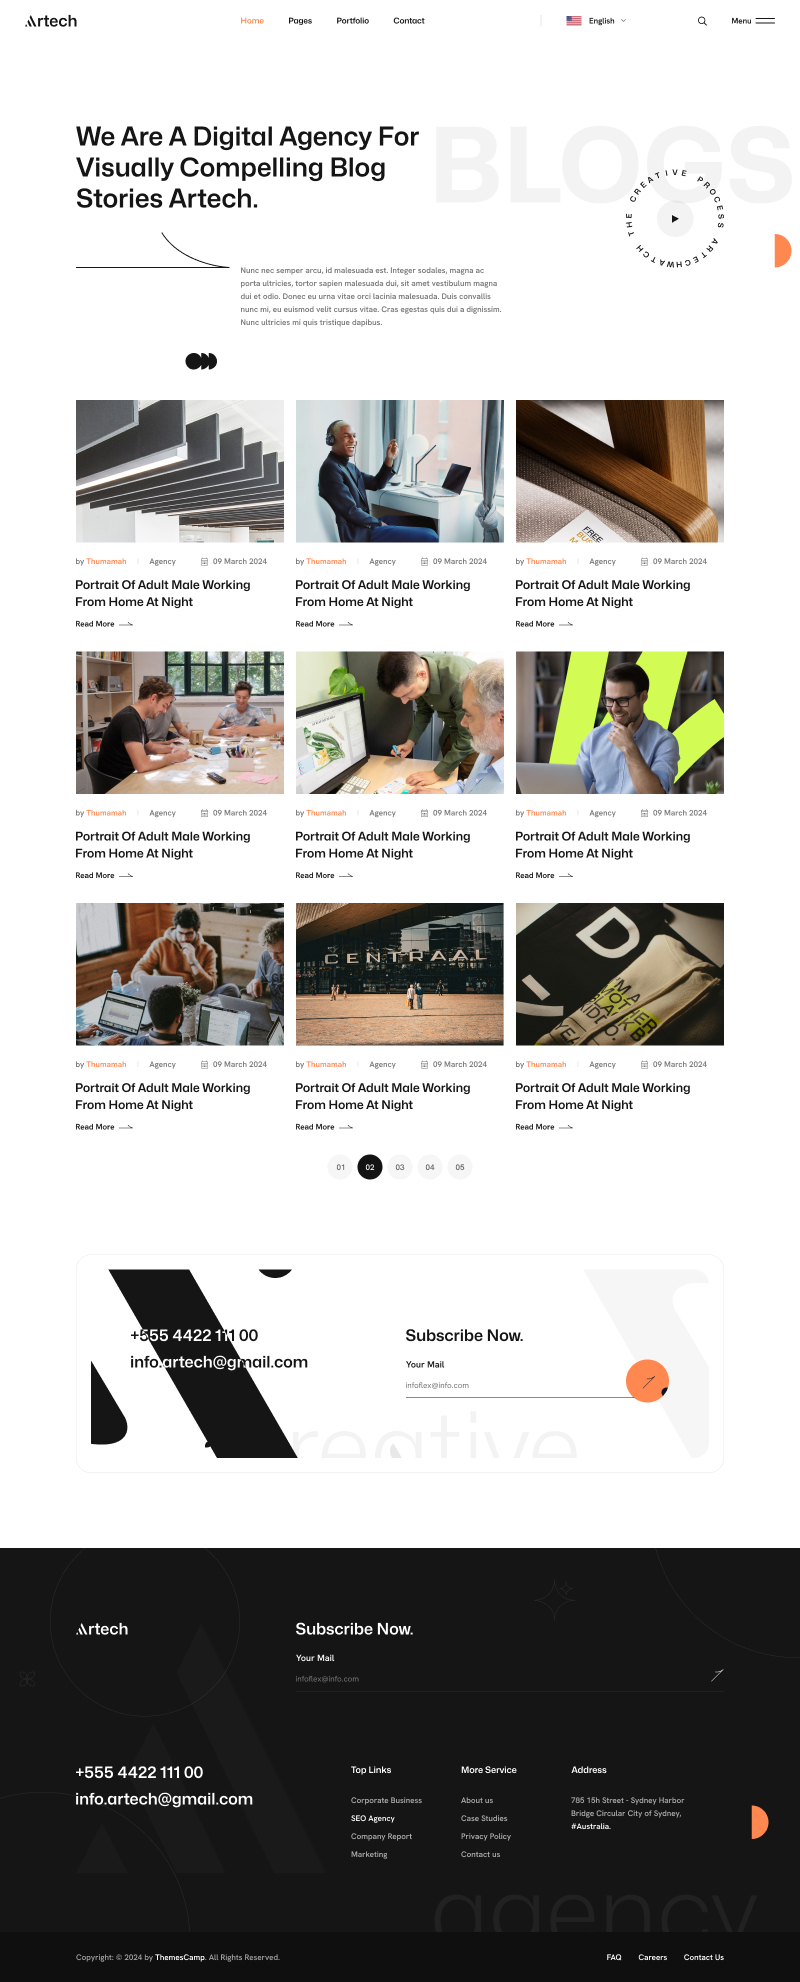 Artech
Home Pages Portfolio Contact English Menu
BLOGS
We Are A Digital Agency For
Visually Compelling Blog
Stories Artech.
THE CREATIVE PROCESS ARTECHWATCH
Nunc nec semper arcu, id malesuada est. Integer sodales, magna ac
porta ultricies, tortor sapien malesuada dui, sit amet vestibulum magna
dui et odio. Donec eu urna vitae orci lacinia malesuada. Duis convallis
nunc mi, eu euismod velit cursus vitae. Cras egestas quis dui a dignissim.
Nunc ultricies mi quis tristique dapibus.
FREE
by Thumamah Agency 09 March 2024
Portrait Of Adult Male Working
From Home At Night
Read More
by Thumamah Agency 09 March 2024
Portrait Of Adult Male Working
From Home At Night
Read More
by Thumamah Agency 09 March 2024
Portrait Of Adult Male Working
From Home At Night
Read More
by Thumamah Agency 09 March 2024
Portrait Of Adult Male Working
From Home At Night
Read More
by Thumamah Agency 09 March 2024
Portrait Of Adult Male Working
From Home At Night
Read More
by Thumamah Agency 09 March 2024
Portrait Of Adult Male Working
From Home At Night
Read More
CENTRAAL
D
I'M A
MOTHER
by Thumamah Agency 09 March 2024
Portrait Of Adult Male Working
From Home At Night
Read More
by Thumamah Agency 09 March 2024
Portrait Of Adult Male Working
From Home At Night
Read More
by Thumamah Agency 09 March 2024
Portrait Of Adult Male Working
From Home At Night
Read More
01 02 03 04 05
+555 4422 111 00
info.artech@gmail.com
Subscribe Now.
Your Mail
infoflex@info.com
reative
Artech
Subscribe Now.
Your Mail
infoflex@info.com
+555 4422 111 00
info.artech@gmail.com
Top Links
Corporate Business
SEO Agency
Company Report
Marketing
More Service
About us
Case Studies
Privacy Policy
Contact us
Address
785 15h Street - Sydney Harbor
Bridge Circular City of Sydney,
#Australia.
agency
Copyright: © 2024 by ThemesCamp. All Rights Reserved.
FAQ Careers Contact Us